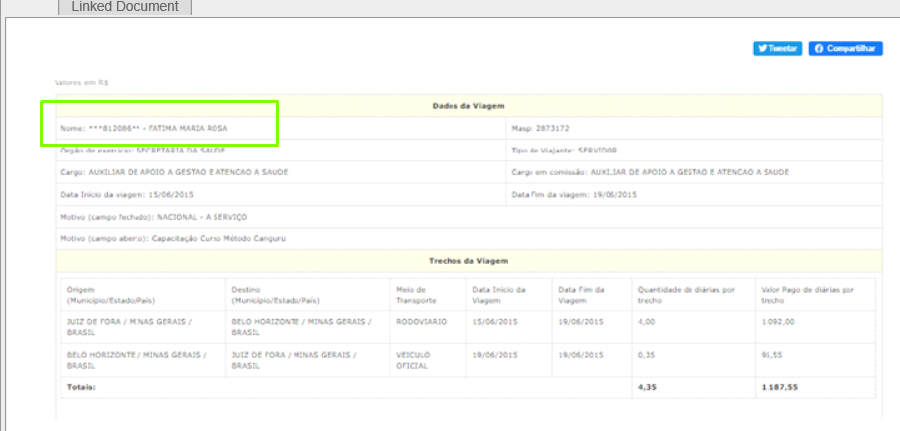 Linked Document
Tweetar Compartilhar
Valores em R$
Dados da Viagem
Nome: ***812086** - FATIMA MARIA ROSA
Masp: 2873172
Orgão de exercício: SECRETARIA DA SAUDE
Tipo de Viajante: SERVIDOR
Cargo: AUXILIAR DE APOIO A GESTAO E ATENCAO A SAUDE
Cargo em comissão: AUXILIAR DE APOIO A GESTAO E ATENCAO A SAUDE
Data Início da viagem: 15/06/2015
Data Fim da viagem: 19/06/2015
Motivo (campo fechado): NACIONAL - A SERVIÇO
Motivo (campo aberto): Capacitação Curso Método Canguru
Trechos da Viagem
Origem
(Município/Estado/País)
Destino
(Município/Estado/País)
Meio de
Transporte
Data Início da
Viagem
Data Fim da
Viagem
Quantidade de diárias por
trecho
Valor Pago de diárias por
trecho
JUIZ DE FORA / MINAS GERAIS /
BRASIL
BELO HORIZONTE / MINAS GERAIS /
BRASIL
RODOVIARIO
15/06/2015
19/06/2015
4,00
1.092,00
BELO HORIZONTE / MINAS GERAIS /
BRASIL
JUIZ DE FORA / MINAS GERAIS /
BRASIL
VEICULO
OFICIAL
19/06/2015
19/06/2015
0,35
95,55
Totais:
4,35
1.187,55